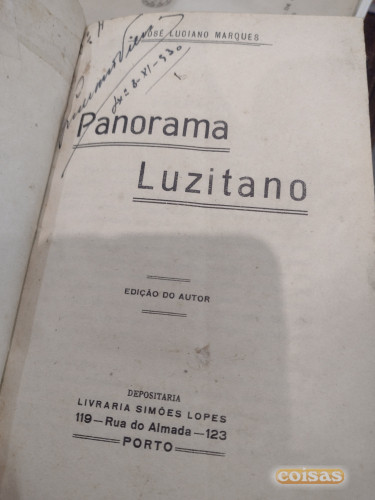 JOSÉ LUCIANO MARQUES
Panorama
Luzitano
EDIÇÃO DO AUTOR
DEPOSITARIA
LIVRARIA SIMÕES LOPES
119—Rua do Almada—123
PORTO
coisas